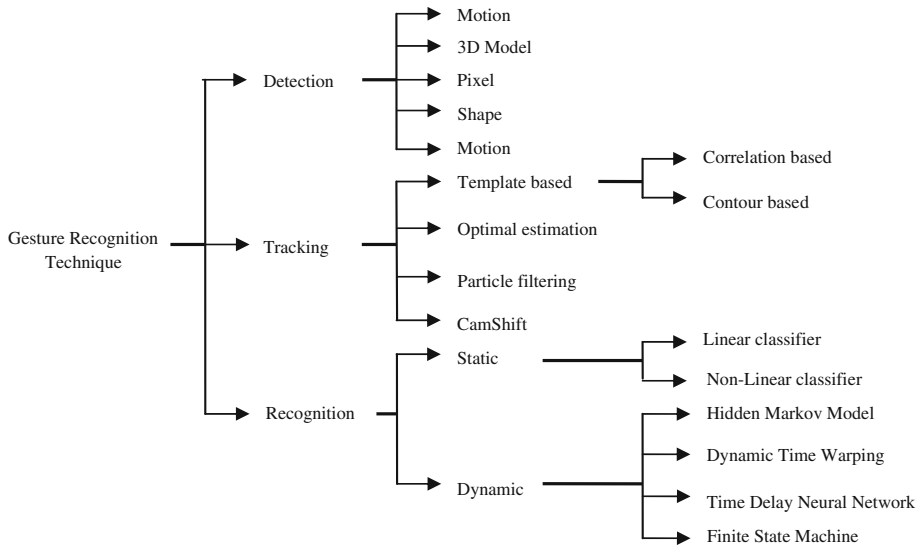 Gesture Recognition
Technique
Detection
Motion
3D Model
Pixel
Shape
Motion
Tracking
Template based
Correlation based
Contour based
Optimal estimation
Particle filtering
CamShift
Recognition
Static
Linear classifier
Non-Linear classifier
Dynamic
Hidden Markov Model
Dynamic Time Warping
Time Delay Neural Network
Finite State Machine